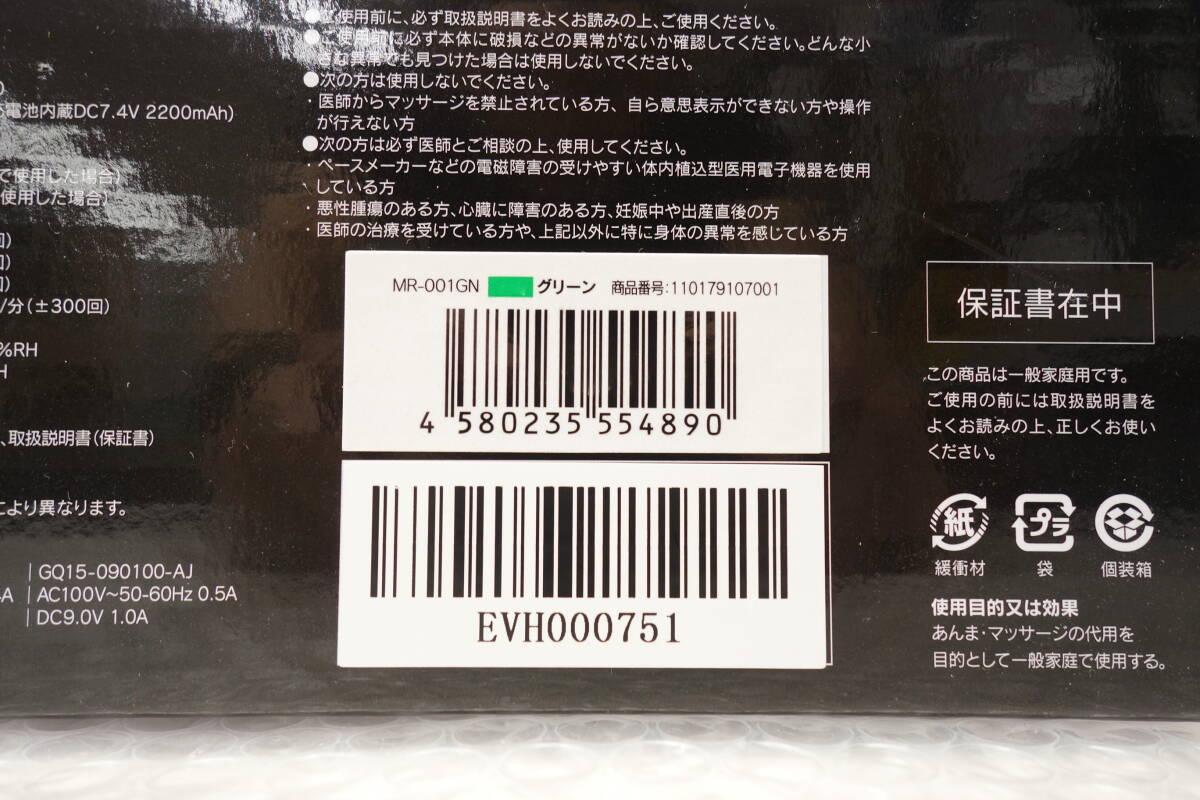 ●ご使用前に、必ず取扱説明書をよくお読みの上、ご使用ください。
●ご使用前に必ず本体に破損などの異常がないか確認してください。どんな小
さな異常でも見つけた場合は使用しないでください。
●次の方は使用しないでください。
・医師からマッサージを禁止されている方、自ら意思表示ができない方や操作
が行えない方
●次の方は必ず医師とご相談の上、使用してください。
・ペースメーカーなどの電磁障害の受けやすい体内植込型医用電子機器を使用
している方
・悪性腫瘍のある方、心臓に障害のある方、妊娠中や出産直後の方
・医師の治療を受けている方や、上記以外に特に身体の異常を感じている方
電池内蔵DC7.4V 2200mAh)
で使用した場合)
使用した場合)
回)
回)
回)
/分(±300回)
%RH
H
、取扱説明書(保証書)
により異なります。
GQ15-090100-AJ
4A | AC100V~50-60Hz 0.5A
DC9.0V 1.0A
MR-001GN グリーン 商品番号:110179107001
4 580235 554890
EVH000751
保証書在中
この商品は一般家庭用です。
ご使用の前には取扱説明書を
よくお読みの上、正しくお使い
ください。
紙 プラ
緩衝材 袋 個装箱
使用目的又は効果
あんま・マッサージの代用を
目的として一般家庭で使用する。